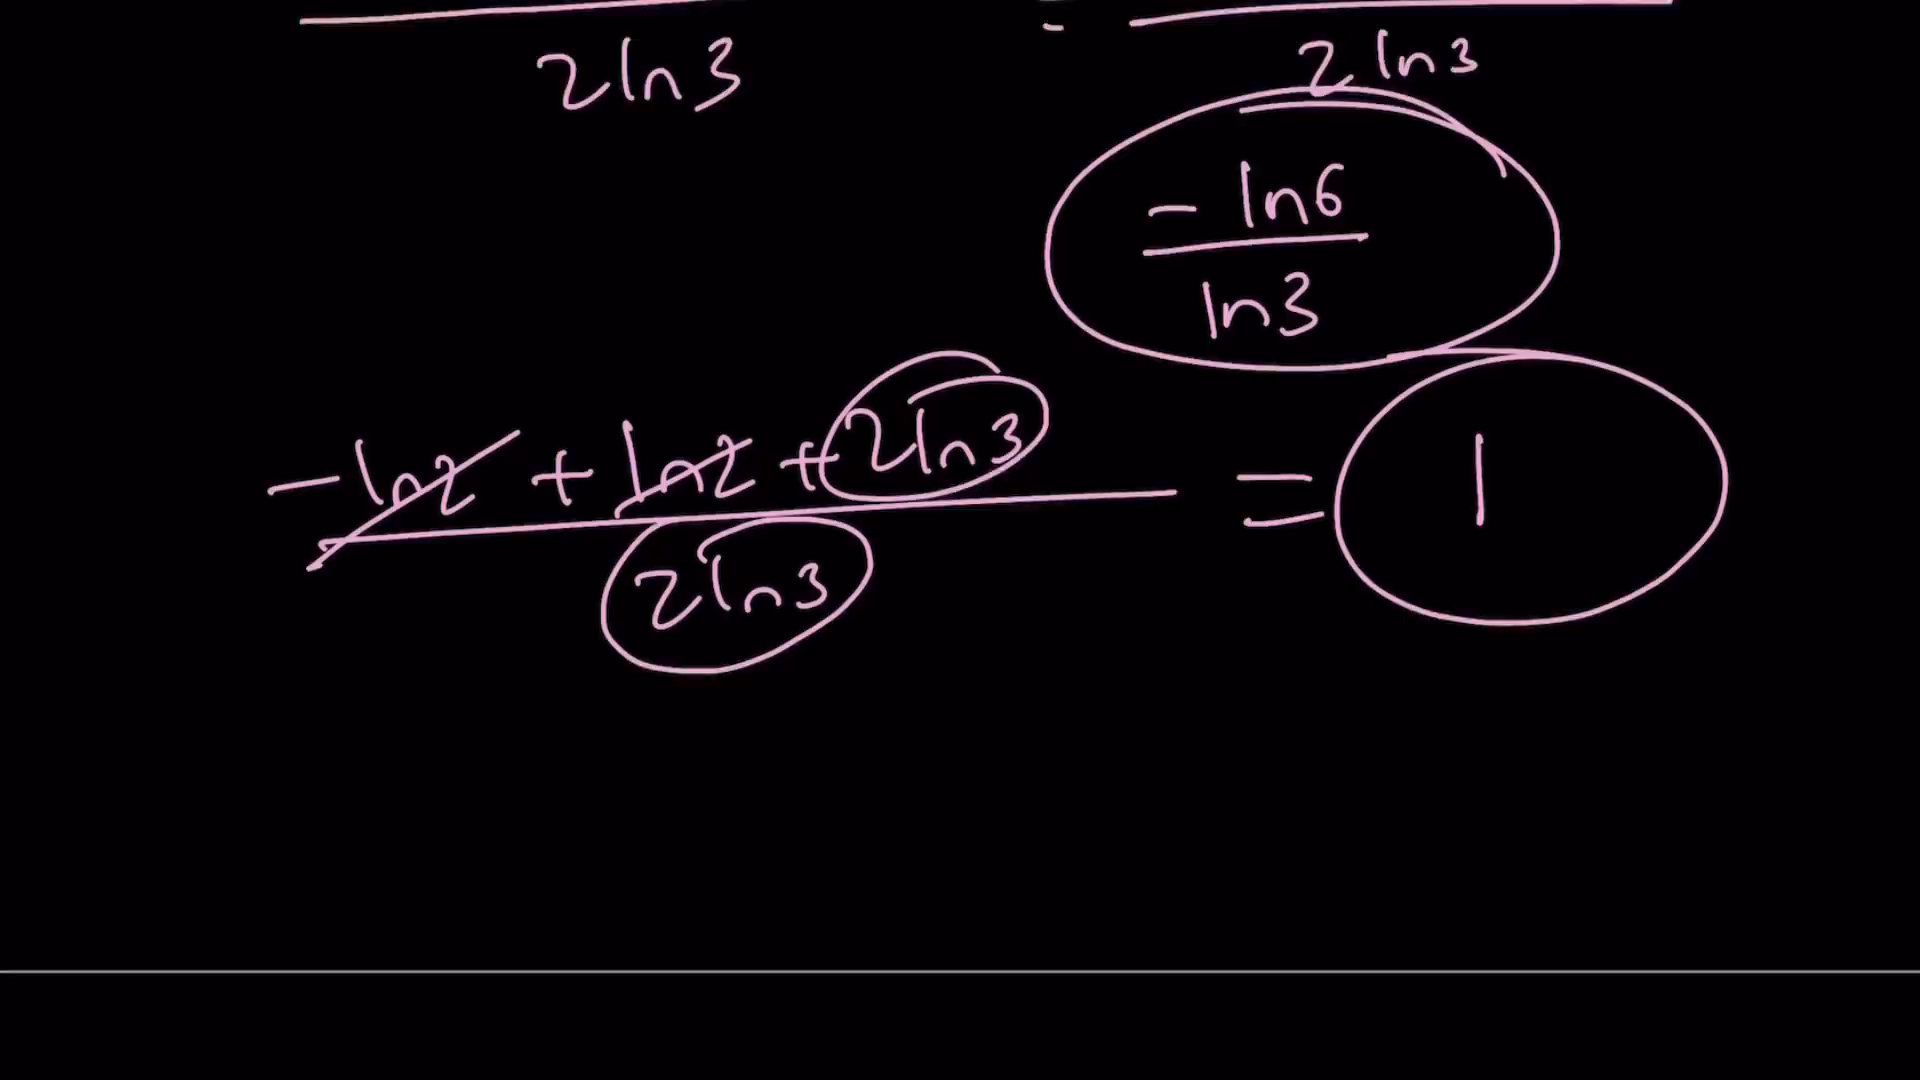 2ln3 = 2ln3
-ln6
ln3
-ln2 + ln2 + 2ln3 = 1
2ln3